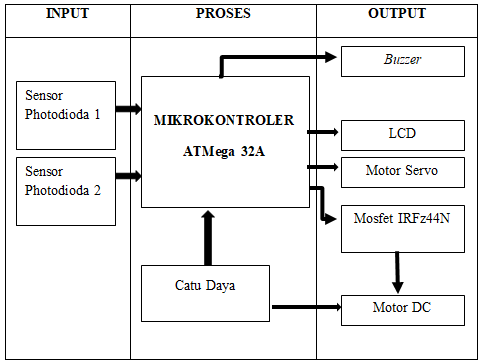 INPUT
PROSES
OUTPUT
Buzzer
Sensor
Photodioda 1
MIKROKONTROLER
ATMega 32A
LCD
Sensor
Photodioda 2
Motor Servo
Mosfet IRFz44N
Catu Daya
Motor DC